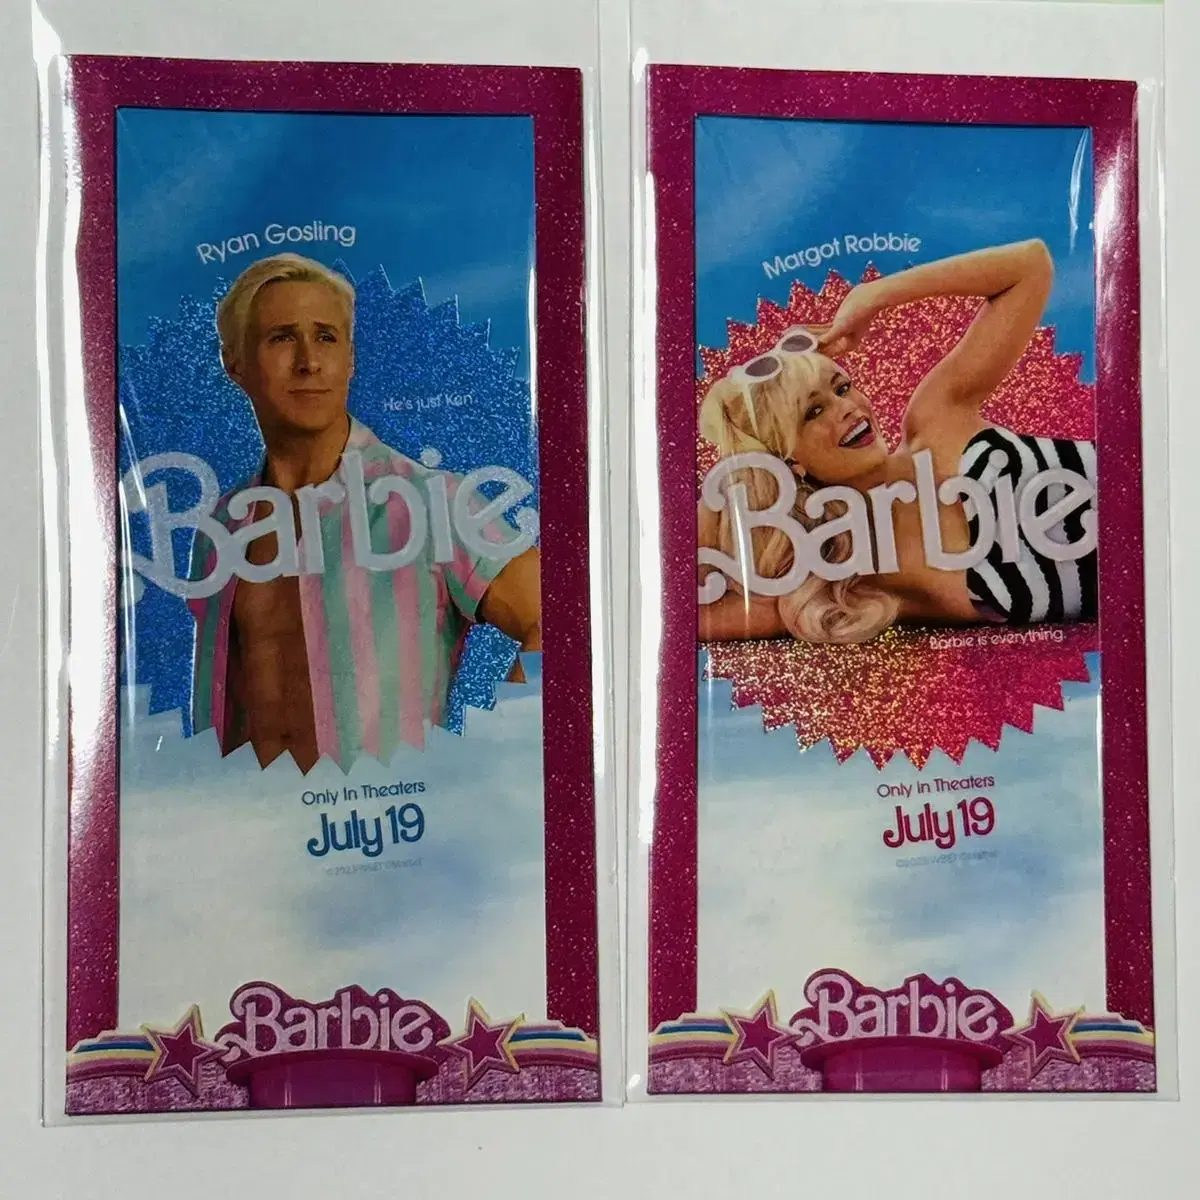 Ryan Gosling
He's just Ken
Barbie
Only In Theaters
July 19
Barbie
Margot Robbie
Barbie
Barbie is everything.
Only In Theaters
July 19
Barbie